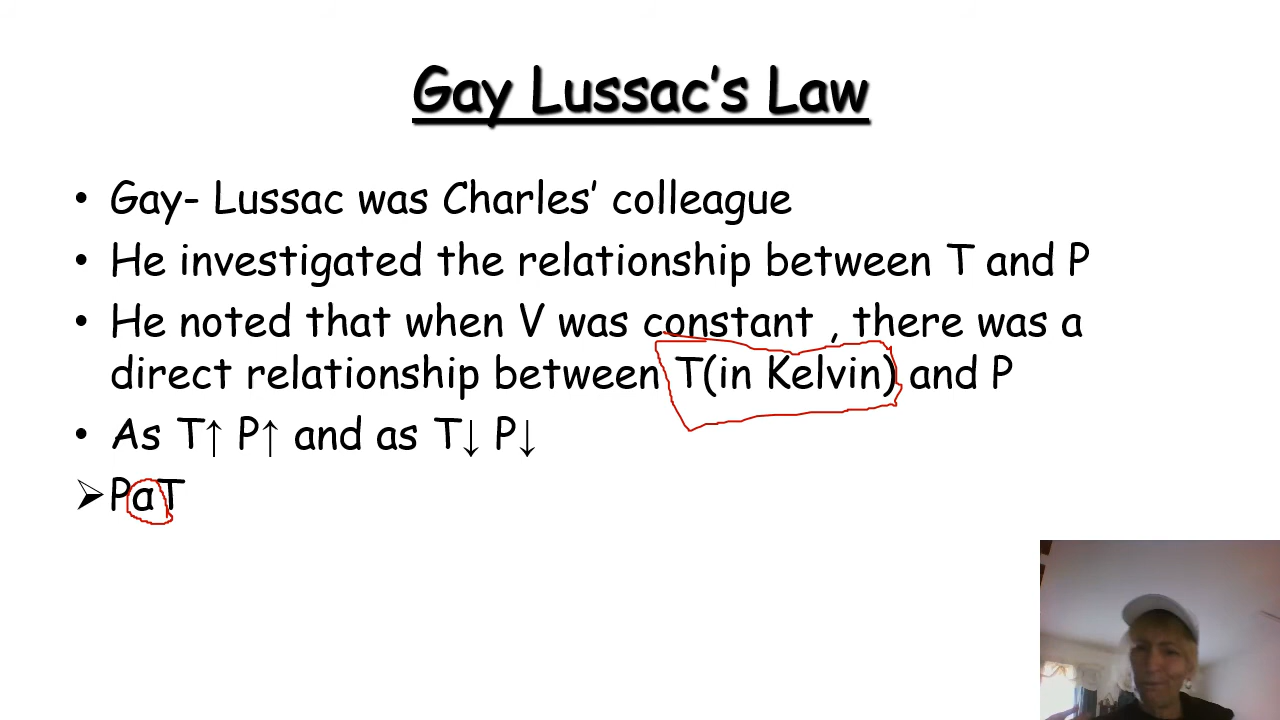 Gay Lussac’s Law
• Gay- Lussac was Charles’ colleague
• He investigated the relationship between T and P
• He noted that when V was constant , there was a
direct relationship between T(in Kelvin) and P
• As T↑ P↑ and as T↓ P↓
➢PaT